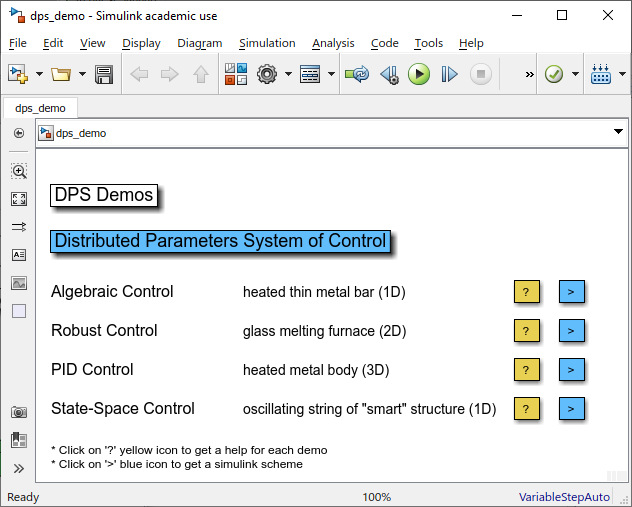 dps_demo - Simulink academic use
File Edit View Display Diagram Simulation Analysis Code Tools Help
»
dps_demo
dps_demo
DPS Demos
Distributed Parameters System of Control
Algebraic Control heated thin metal bar (1D) ? >
Robust Control glass melting furnace (2D) ? >
PID Control heated metal body (3D) ? >
State-Space Control oscillating string of "smart" structure (1D) ? >
* Click on '?' yellow icon to get a help for each demo
* Click on '>' blue icon to get a simulink scheme
Ready 100% VariableStepAuto